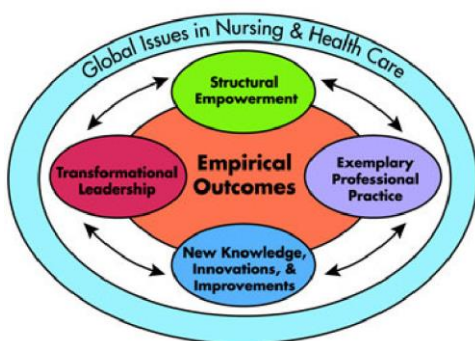 Global Issues in Nursing & Health Care
Structural
Empowerment
Transformational
Leadership
Empirical
Outcomes
Exemplary
Professional
Practice
New Knowledge,
Innovations, &
Improvements